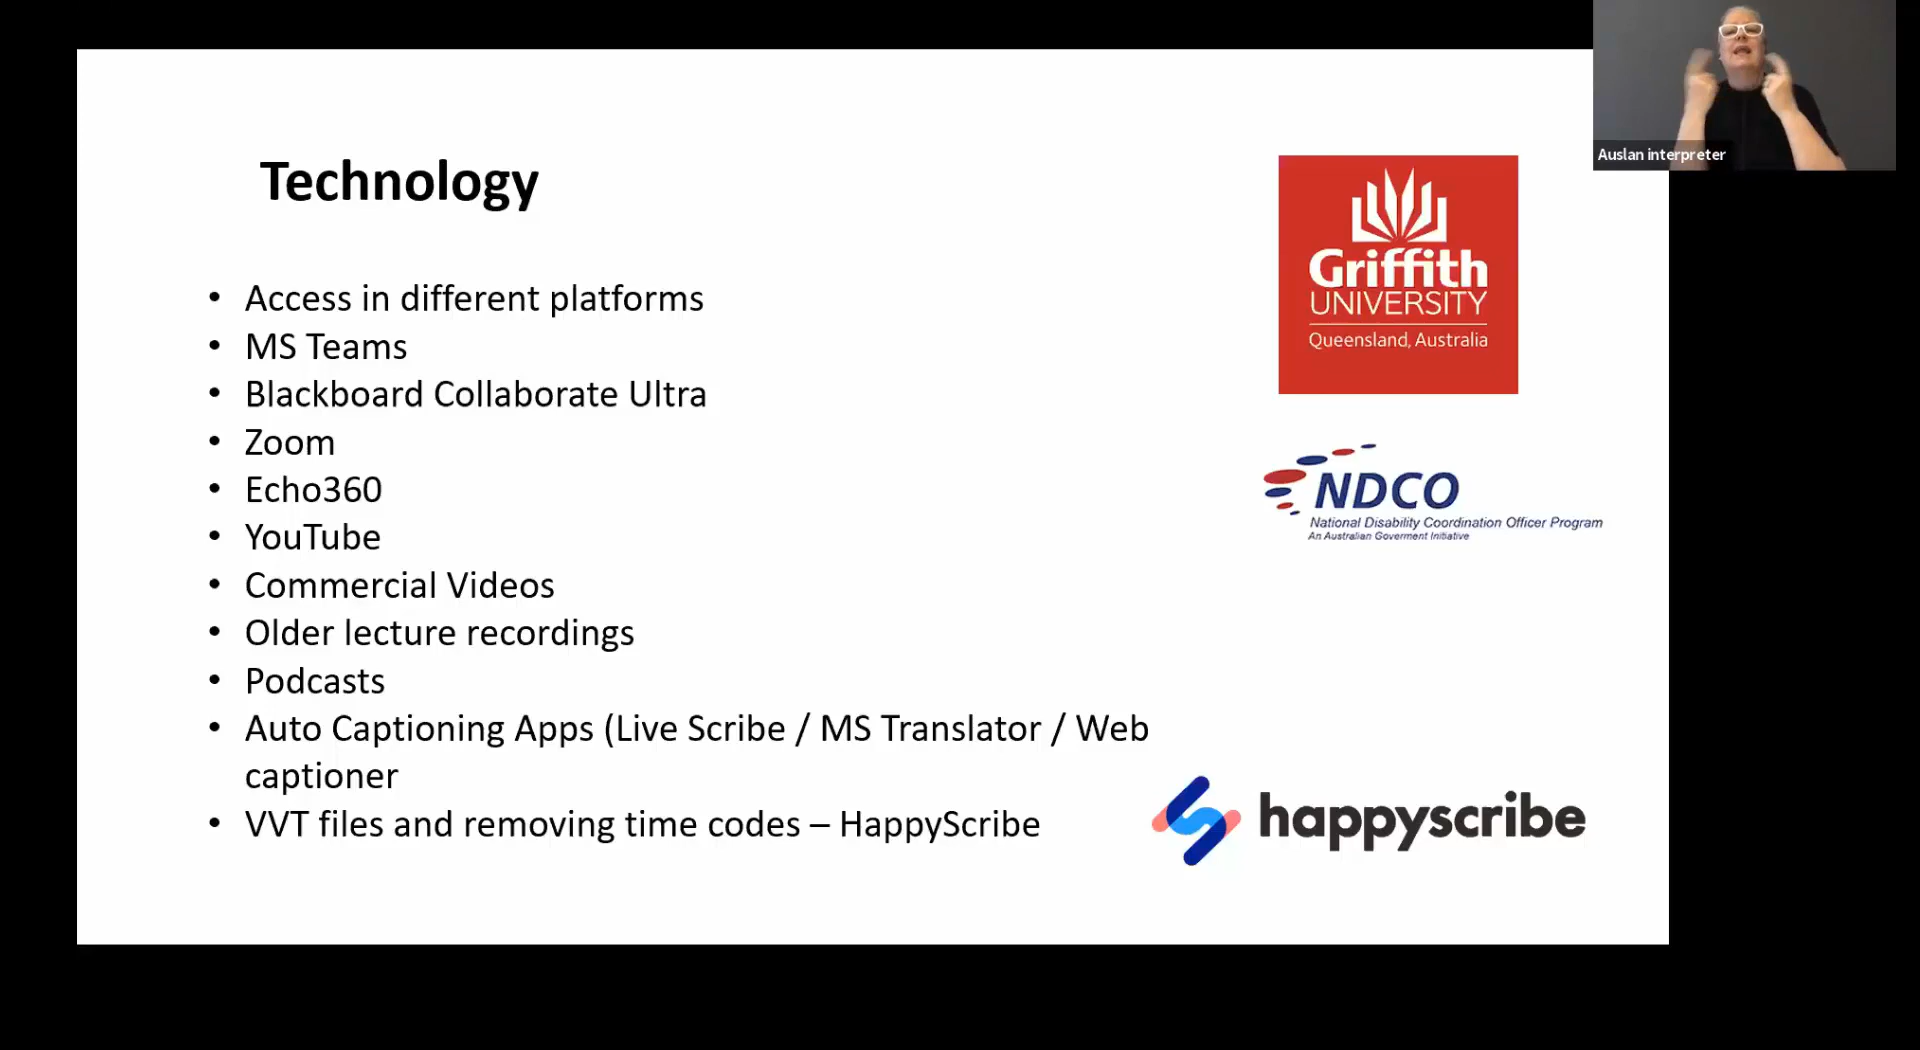 Auslan interpreter
Technology
• Access in different platforms
• MS Teams
• Blackboard Collaborate Ultra
• Zoom
• Echo360
• YouTube
• Commercial Videos
• Older lecture recordings
• Podcasts
• Auto Captioning Apps (Live Scribe / MS Translator / Web
captioner
• VVT files and removing time codes – HappyScribe
Griffith
UNIVERSITY
Queensland, Australia
NDCO
National Disability Coordination Officer Program
An Australian Goverment Initiative
happyscribe